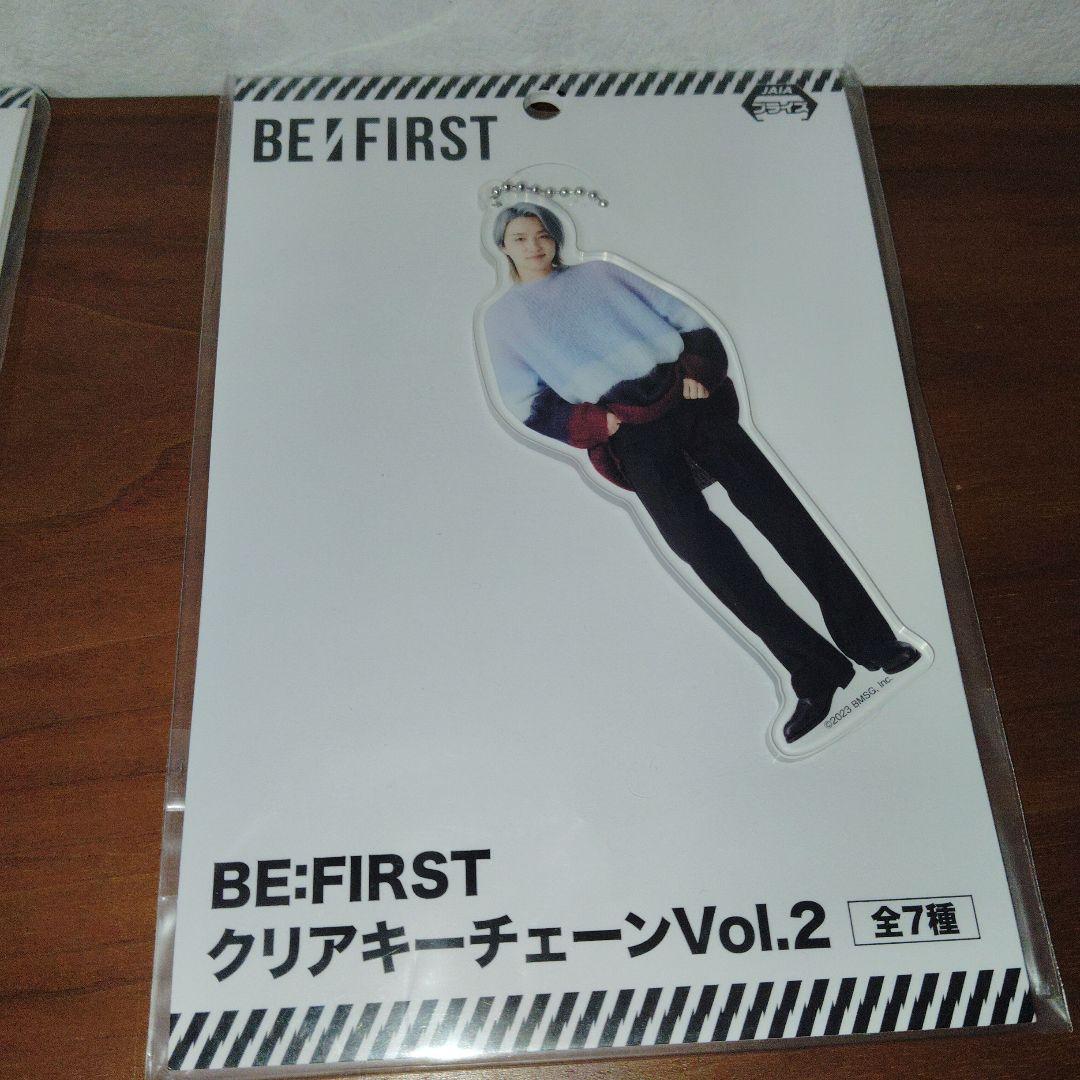 JAIA
プライズ
BE:FIRST
©2023 BMSG, Inc.
BE:FIRST
クリアキーチェーンVol.2
全7種